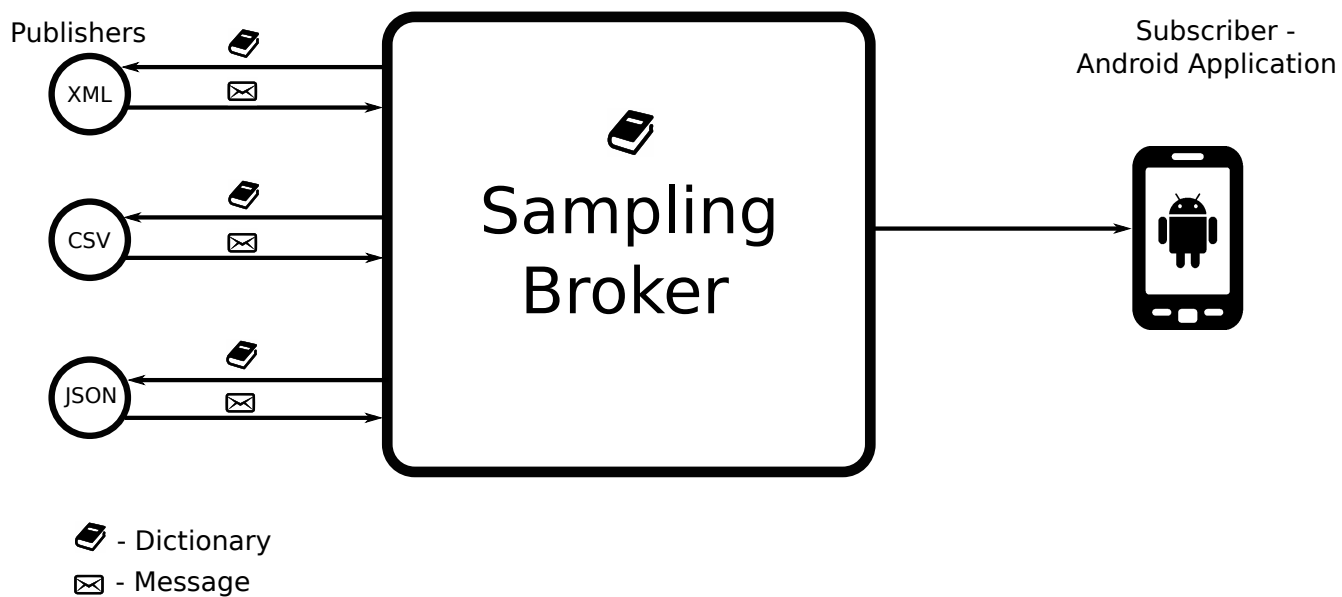 Publishers
XML
CSV
JSON
Sampling
Broker
Subscriber -
Android Application
- Dictionary
- Message